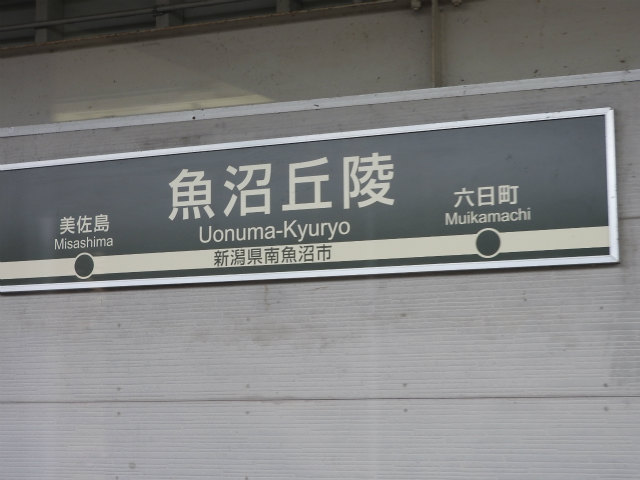 魚沼丘陵
Uonuma-Kyuryo
美佐島
Misashima
六日町
Muikamachi
新潟県南魚沼市